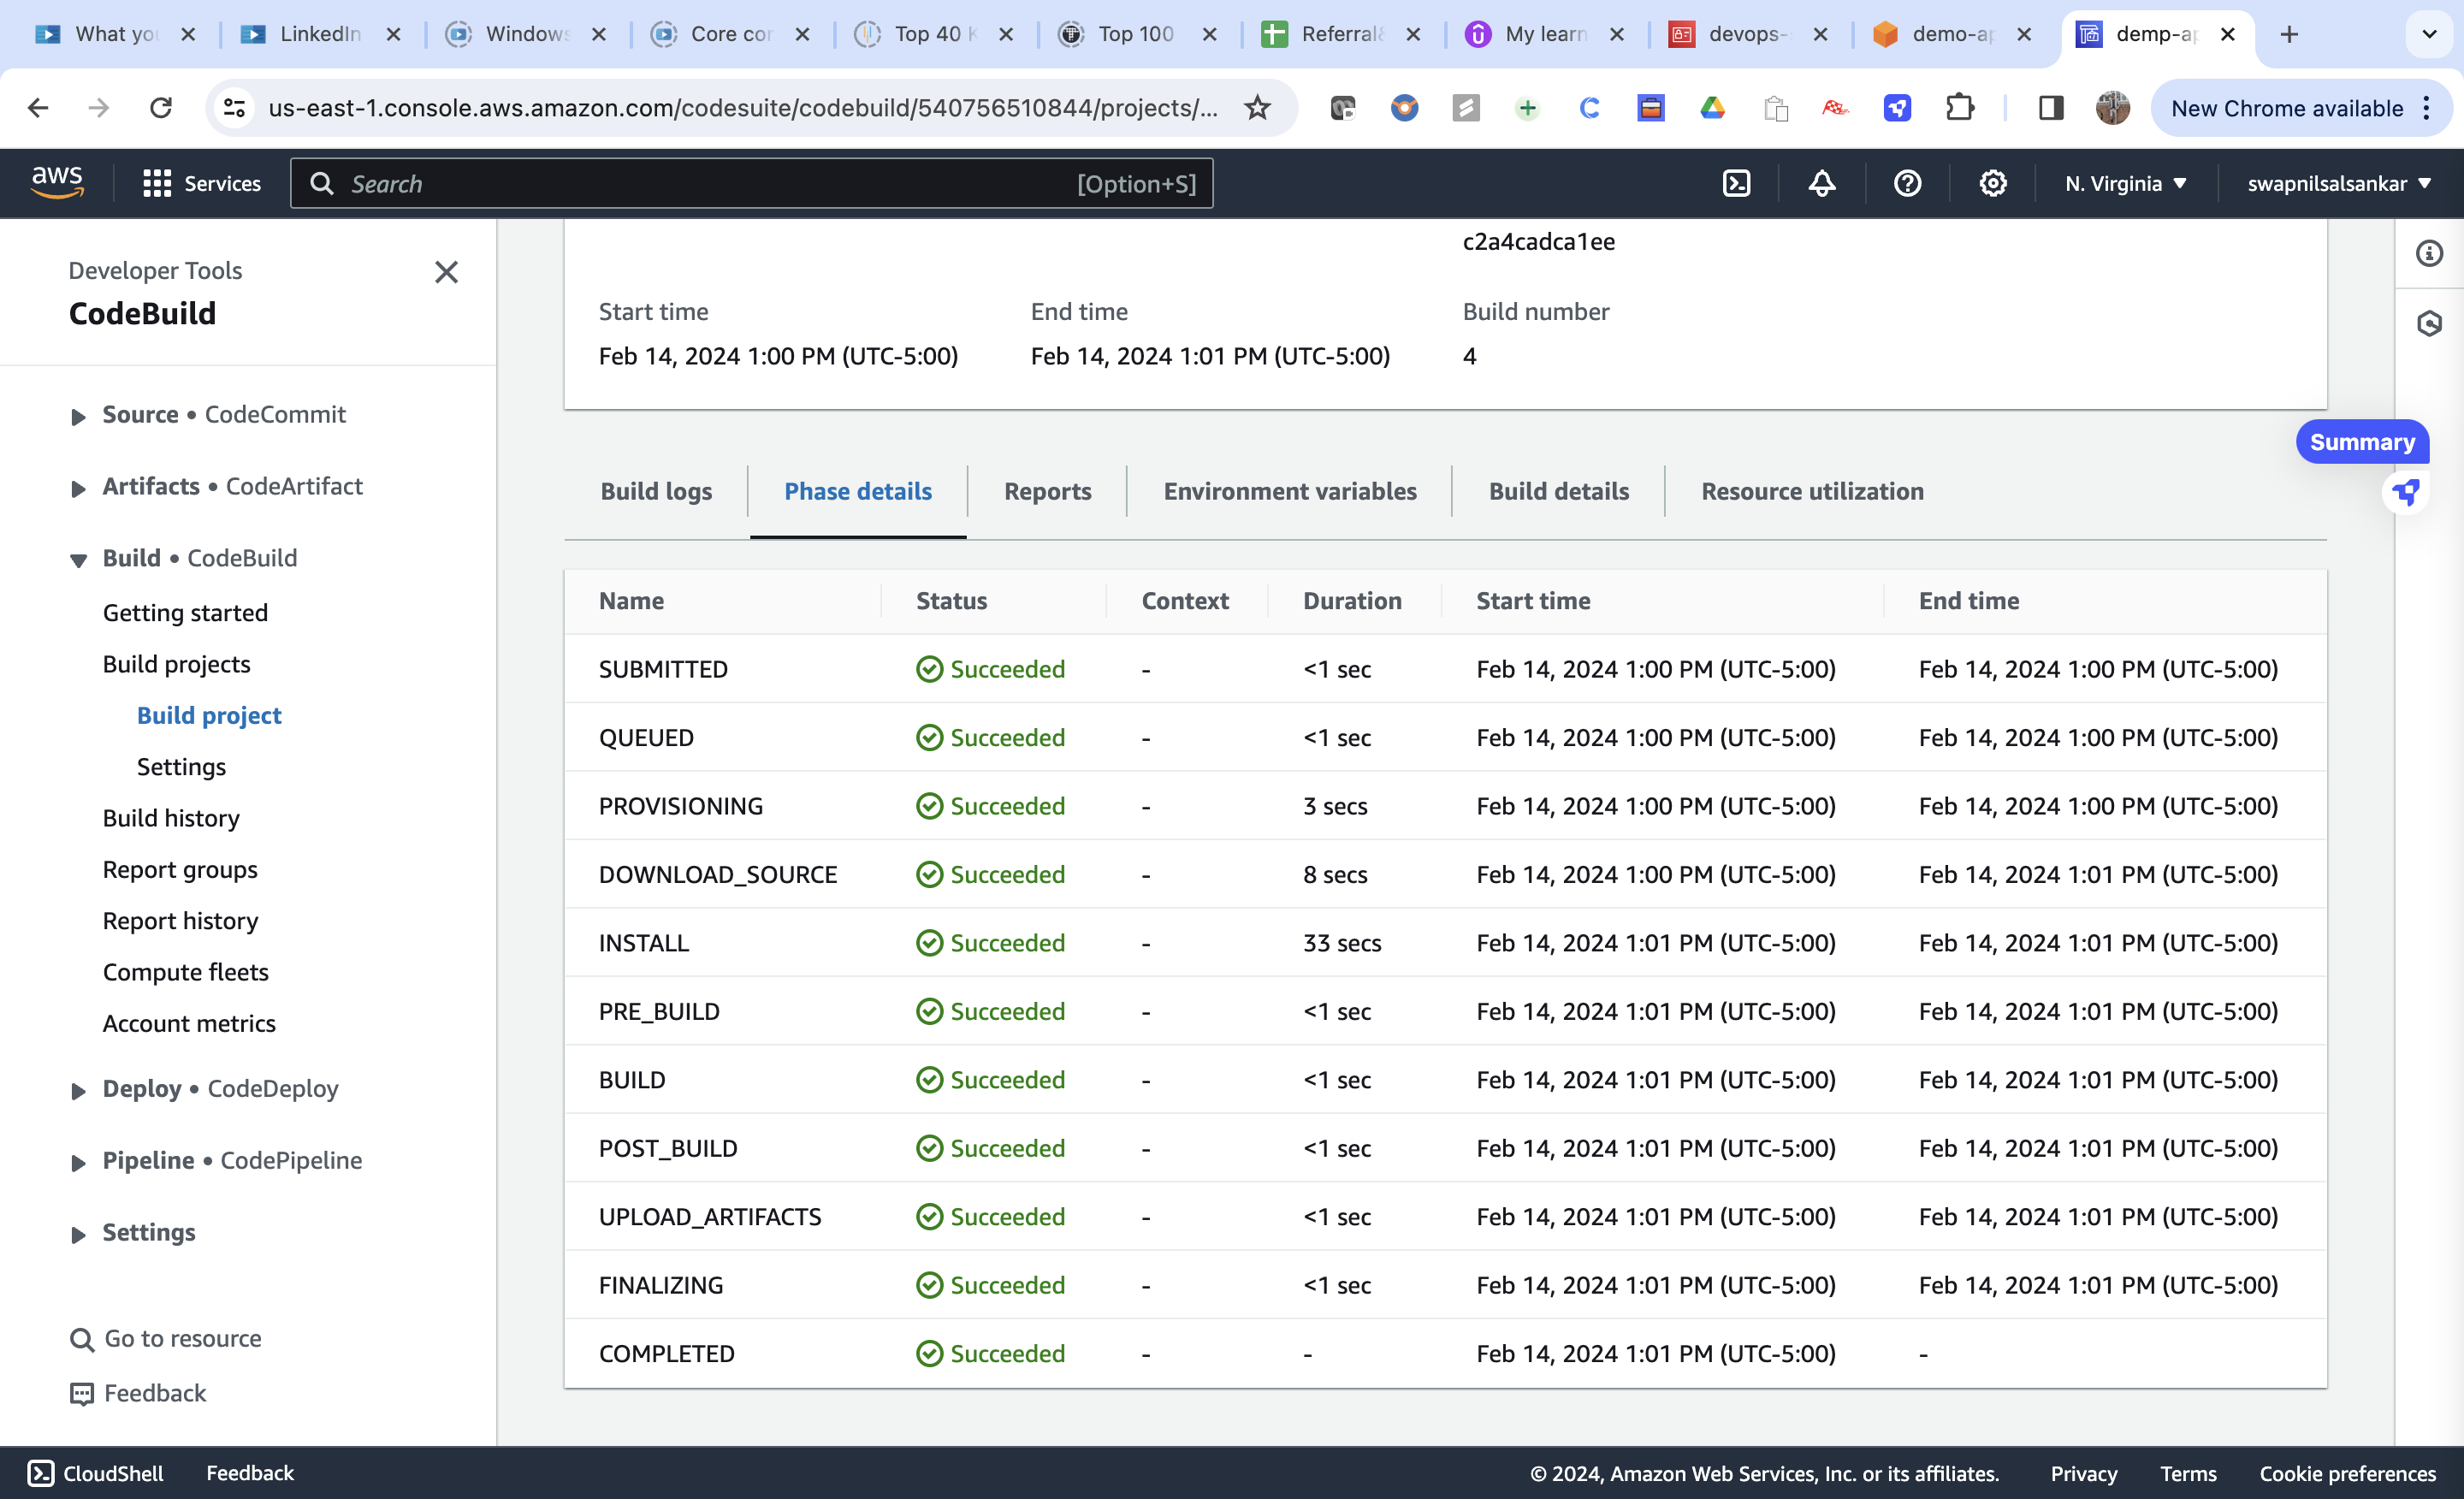 What you
LinkedIn
Windows
Core cor
Top 40 K
Top 100
Referral&
My learn
devops-
demo-ap
demp-ap
us-east-1.console.aws.amazon.com/codesuite/codebuild/540756510844/projects/...
New Chrome available
aws
Services
Search
[Option+S]
N. Virginia
swapnilsalsankar
Developer Tools
CodeBuild
Source • CodeCommit
Artifacts • CodeArtifact
Build • CodeBuild
Getting started
Build projects
Build project
Settings
Build history
Report groups
Report history
Compute fleets
Account metrics
Deploy • CodeDeploy
Pipeline • CodePipeline
Settings
Go to resource
Feedback
c2a4cadca1ee
Start time End time Build number
Feb 14, 2024 1:00 PM (UTC-5:00) Feb 14, 2024 1:01 PM (UTC-5:00) 4
Summary
Build logs Phase details Reports Environment variables Build details Resource utilization
Name Status Context Duration Start time End time
SUBMITTED Succeeded - <1 sec Feb 14, 2024 1:00 PM (UTC-5:00) Feb 14, 2024 1:00 PM (UTC-5:00)
QUEUED Succeeded - <1 sec Feb 14, 2024 1:00 PM (UTC-5:00) Feb 14, 2024 1:00 PM (UTC-5:00)
PROVISIONING Succeeded - 3 secs Feb 14, 2024 1:00 PM (UTC-5:00) Feb 14, 2024 1:00 PM (UTC-5:00)
DOWNLOAD_SOURCE Succeeded - 8 secs Feb 14, 2024 1:00 PM (UTC-5:00) Feb 14, 2024 1:01 PM (UTC-5:00)
INSTALL Succeeded - 33 secs Feb 14, 2024 1:01 PM (UTC-5:00) Feb 14, 2024 1:01 PM (UTC-5:00)
PRE_BUILD Succeeded - <1 sec Feb 14, 2024 1:01 PM (UTC-5:00) Feb 14, 2024 1:01 PM (UTC-5:00)
BUILD Succeeded - <1 sec Feb 14, 2024 1:01 PM (UTC-5:00) Feb 14, 2024 1:01 PM (UTC-5:00)
POST_BUILD Succeeded - <1 sec Feb 14, 2024 1:01 PM (UTC-5:00) Feb 14, 2024 1:01 PM (UTC-5:00)
UPLOAD_ARTIFACTS Succeeded - <1 sec Feb 14, 2024 1:01 PM (UTC-5:00) Feb 14, 2024 1:01 PM (UTC-5:00)
FINALIZING Succeeded - <1 sec Feb 14, 2024 1:01 PM (UTC-5:00) Feb 14, 2024 1:01 PM (UTC-5:00)
COMPLETED Succeeded - - Feb 14, 2024 1:01 PM (UTC-5:00) -
CloudShell Feedback © 2024, Amazon Web Services, Inc. or its affiliates. Privacy Terms Cookie preferences